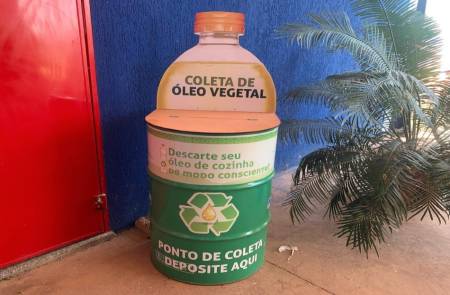 COLETA DE
ÓLEO VEGETAL
Descarte seu
óleo de cozinha
DE MODO CONSCIENTE!
PONTO DE COLETA
DEPOSITE AQUI